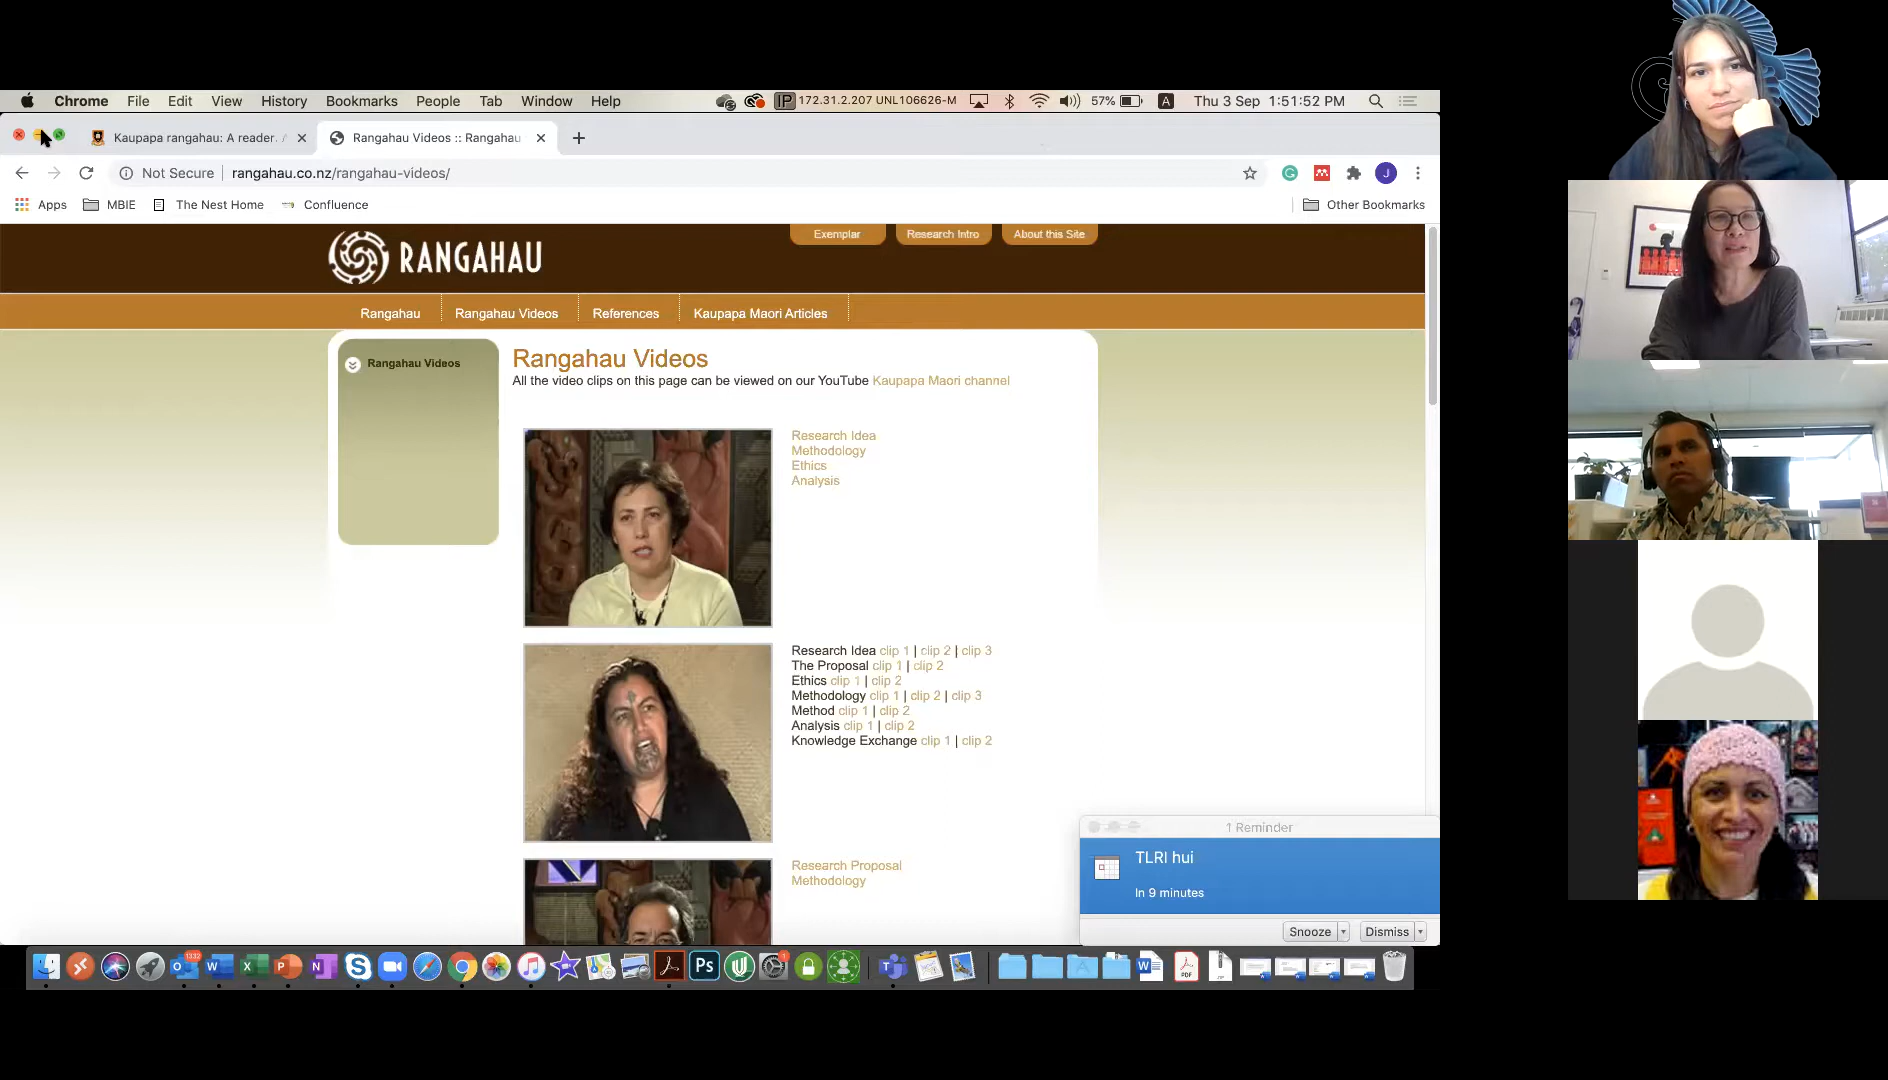 Chrome File Edit View History Bookmarks People Tab Window Help
IP 172.31.2.207 UNL106626-M 57% A Thu 3 Sep 1:51:52 PM
Kaupapa rangahau: A reader.
Rangahau Videos :: Rangahau
Not Secure rangahau.co.nz/rangahau-videos/
J
Apps MBIE The Nest Home Confluence Other Bookmarks
Exemplar Research Intro About this Site
RANGAHAU
Rangahau Rangahau Videos References Kaupapa Maori Articles
Rangahau Videos
Rangahau Videos
All the video clips on this page can be viewed on our YouTube Kaupapa Maori channel
Research Idea
Methodology
Ethics
Analysis
Research Idea clip 1 | clip 2 | clip 3
The Proposal clip 1 | clip 2
Ethics clip 1 | clip 2
Methodology clip 1 | clip 2 | clip 3
Method clip 1 | clip 2
Analysis clip 1 | clip 2
Knowledge Exchange clip 1 | clip 2
Research Proposal
Methodology
1 Reminder
TLRI hui
In 9 minutes
Snooze Dismiss
1332
Ps
PDF